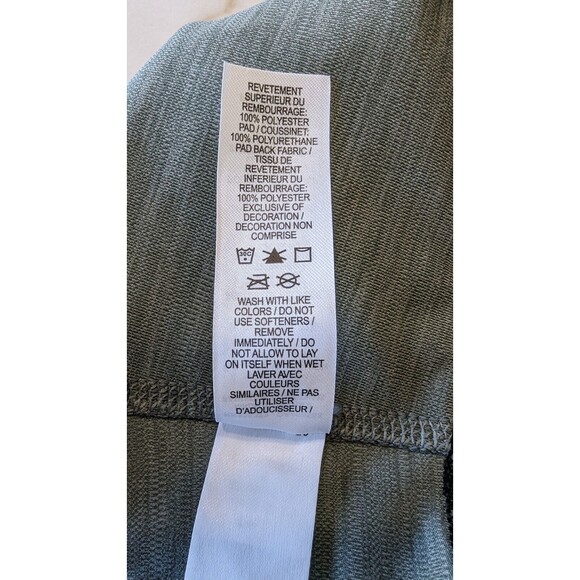 REVETEMENT
SUPERIEUR DU
REMBOURRAGE:
100% POLYESTER
PAD / COUSSINET:
100% POLYURETHANE
PAD BACK FABRIC /
TISSU DE
REVETEMENT
INFERIEUR DU
REMBOURRAGE:
100% POLYESTER
EXCLUSIVE OF
DECORATION /
DECORATION NON
COMPRISE
30C
WASH WITH LIKE
COLORS / DO NOT
USE SOFTENERS /
REMOVE
IMMEDIATELY / DO
NOT ALLOW TO LAY
ON ITSELF WHEN WET
LAVER AVEC
COULEURS
SIMILAIRES / NE PAS
UTILISER
D'ADOUCISSEUR /